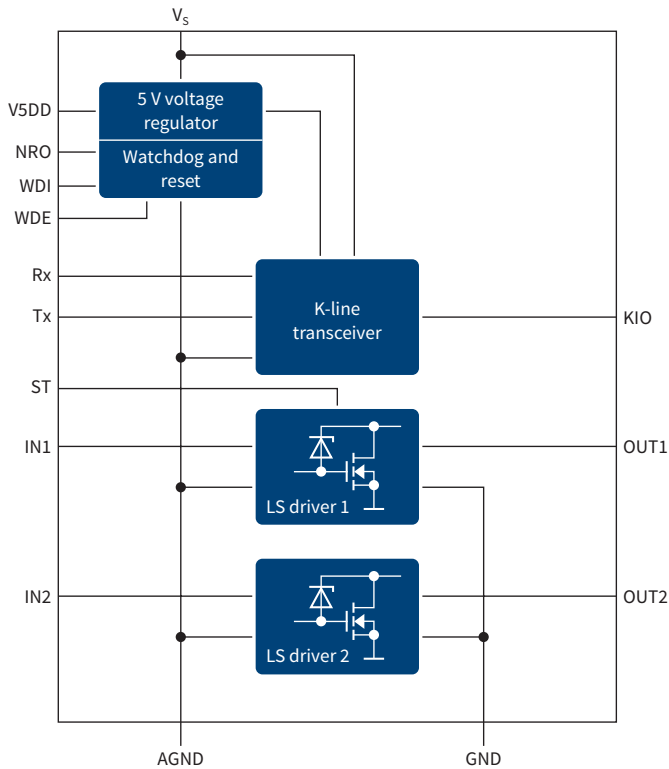 Vₛ
5 V voltage
regulator
Watchdog and
reset
V5DD
NRO
WDI
WDE
Rx
Tx
K-line
transceiver
KIO
ST
IN1
LS driver 1
OUT1
IN2
LS driver 2
OUT2
AGND
GND